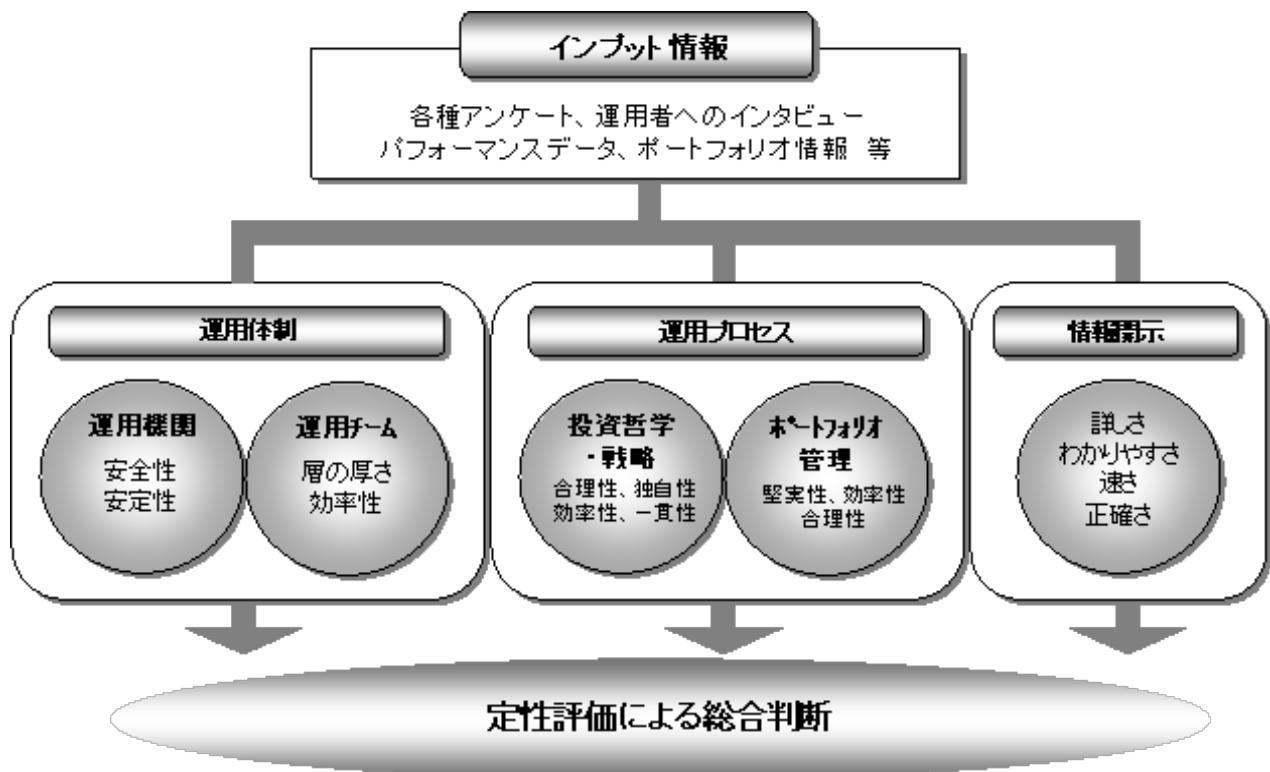 インプット情報
各種アンケート、運用者へのインタビュー
パフォーマンスデータ、ポートフォリオ情報 等
運用体制
運用機関
安全性
安定性
運用チーム
層の厚さ
効率性
運用プロセス
投資哲学
・戦略
合理性、独自性
効率性、一貫性
ポートフォリオ
管理
堅実性、効率性
合理性
情報開示
詳しさ
わかりやすさ
速さ
正確さ
定性評価による総合判断